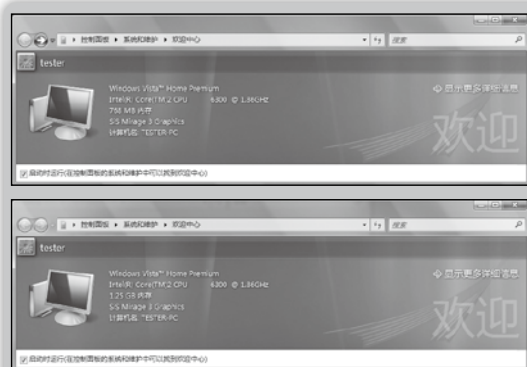 控制面板 ▸ 系统和维护 ▸ 欢迎中心
搜索
tester
Windows Vista™ Home Premium
显示更多详细信息
Intel(R) Core(TM)2 CPU 6300 @ 1.86GHz
768 MB 内存
SiS Mirage 3 Graphics
计算机名 "TESTER-PC
欢迎
启动时运行(在控制面板的系统和维护中可以找到欢迎中心)
控制面板 ▸ 系统和维护 ▸ 欢迎中心
搜索
tester
Windows Vista™ Home Premium
显示更多详细信息
Intel(R) Core(TM)2 CPU 6300 @ 1.86GHz
1.25 GB 内存
SiS Mirage 3 Graphics
计算机名 "TESTER-PC
欢迎
启动时运行(在控制面板的系统和维护中可以找到欢迎中心)